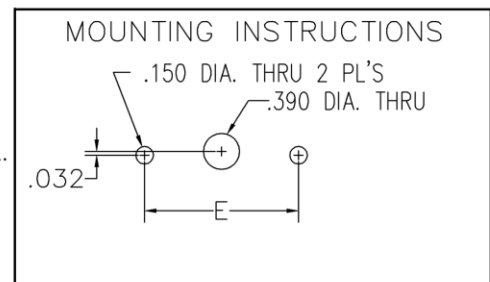 MOUNTING INSTRUCTIONS
.150 DIA. THRU 2 PL'S
.390 DIA. THRU
.032
E